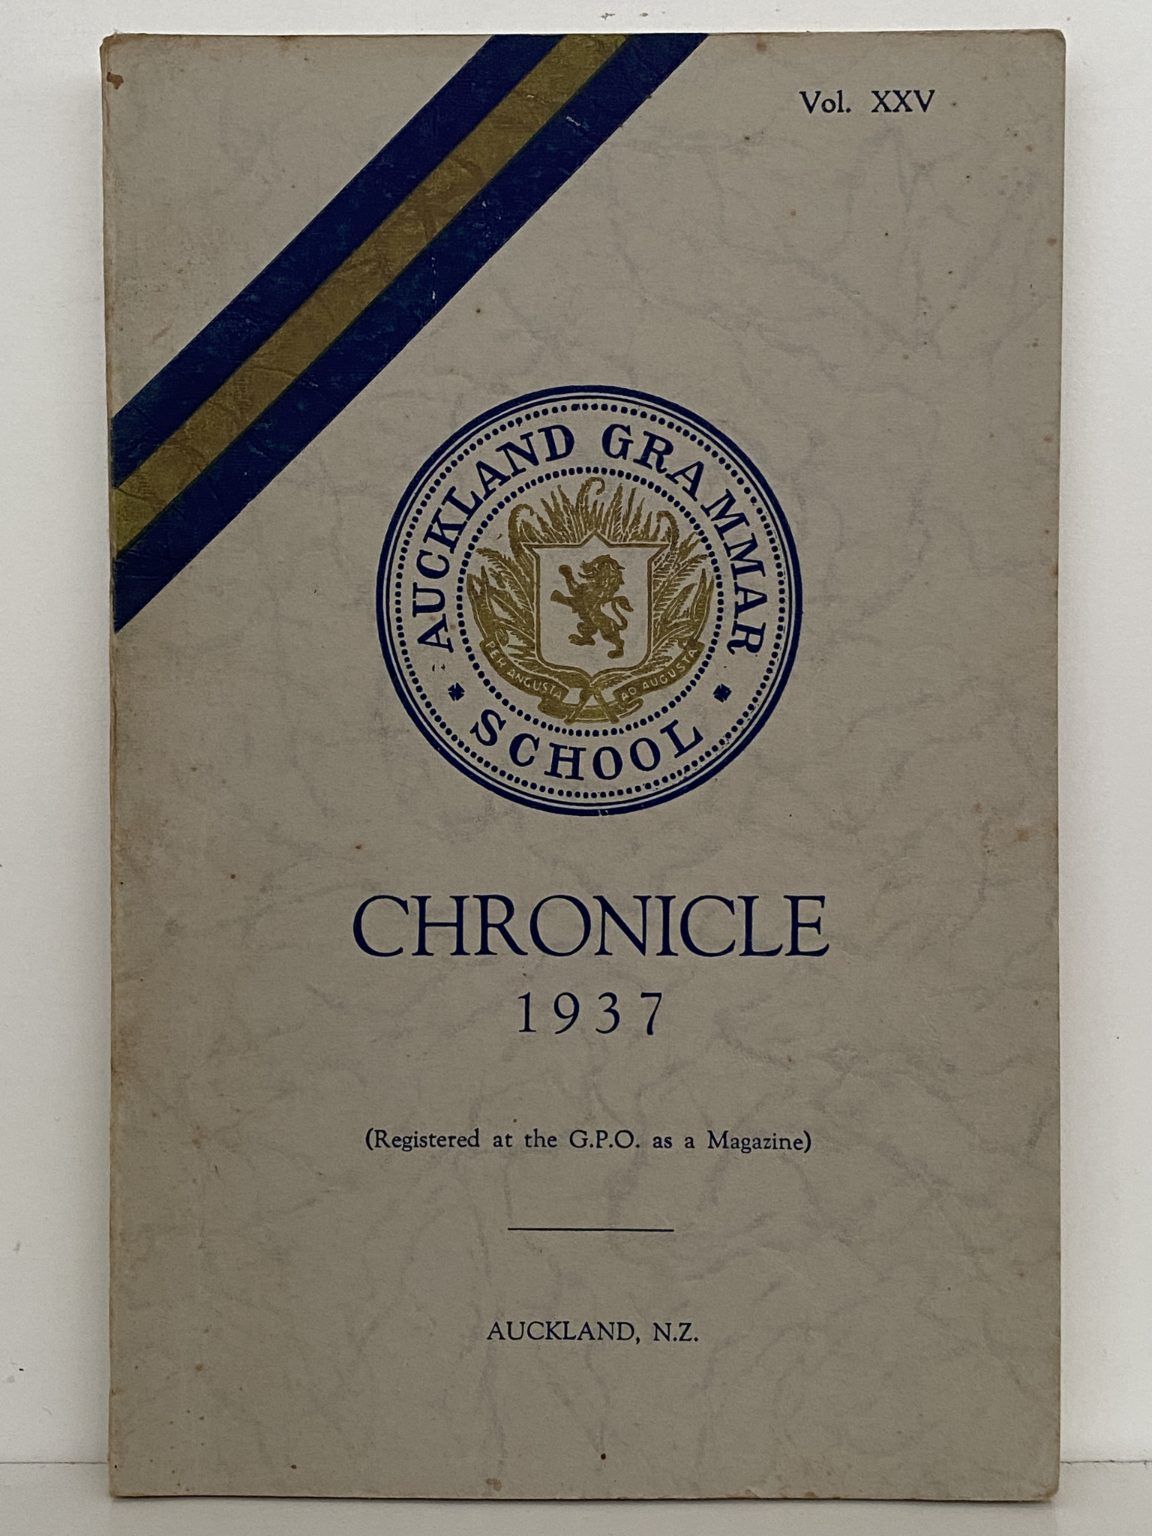 Vol. XXV
AUCKLAND GRAMMAR
SCHOOL
PER ANGUSTA
AD AUGUSTA
CHRONICLE
1937
(Registered at the G.P.O. as a Magazine)
AUCKLAND, N.Z.